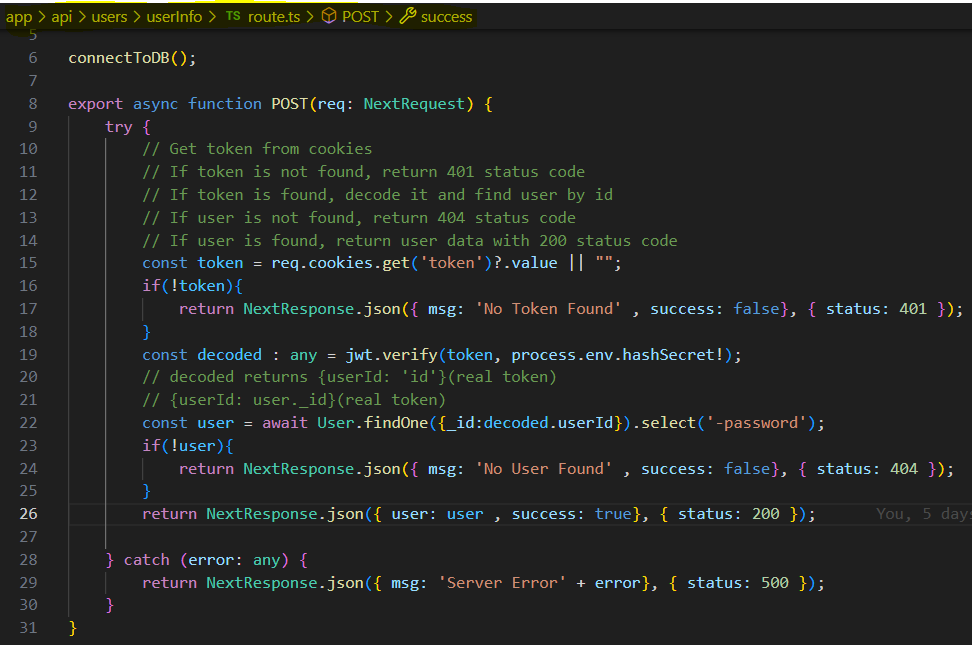 app > api > users > userInfo > TS route.ts > POST > success
5
6 connectToDB();
7
8 export async function POST(req: NextRequest) {
9 try {
10 // Get token from cookies
11 // If token is not found, return 401 status code
12 // If token is found, decode it and find user by id
13 // If user is not found, return 404 status code
14 // If user is found, return user data with 200 status code
15 const token = req.cookies.get('token')?.value || "";
16 if(!token){
17 return NextResponse.json({ msg: 'No Token Found' , success: false}, { status: 401 });
18 }
19 const decoded : any = jwt.verify(token, process.env.hashSecret!);
20 // decoded returns {userId: 'id'}(real token)
21 // {userId: user._id}(real token)
22 const user = await User.findOne({_id:decoded.userId}).select('-password');
23 if(!user){
24 return NextResponse.json({ msg: 'No User Found' , success: false}, { status: 404 });
25 }
26 return NextResponse.json({ user: user , success: true}, { status: 200 }); You, 5 days
27
28 } catch (error: any) {
29 return NextResponse.json({ msg: 'Server Error' + error}, { status: 500 });
30 }
31 }